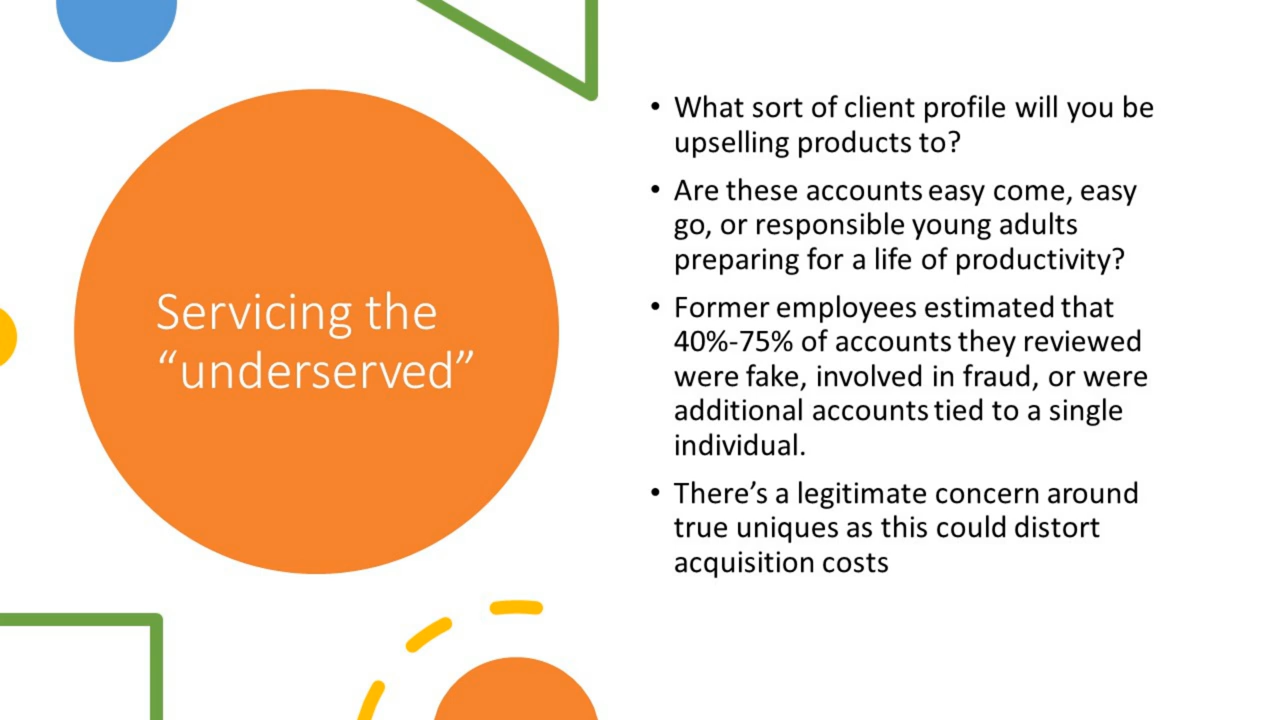 Servicing the
“underserved”
• What sort of client profile will you be
upselling products to?
• Are these accounts easy come, easy
go, or responsible young adults
preparing for a life of productivity?
• Former employees estimated that
40%-75% of accounts they reviewed
were fake, involved in fraud, or were
additional accounts tied to a single
individual.
• There’s a legitimate concern around
true uniques as this could distort
acquisition costs